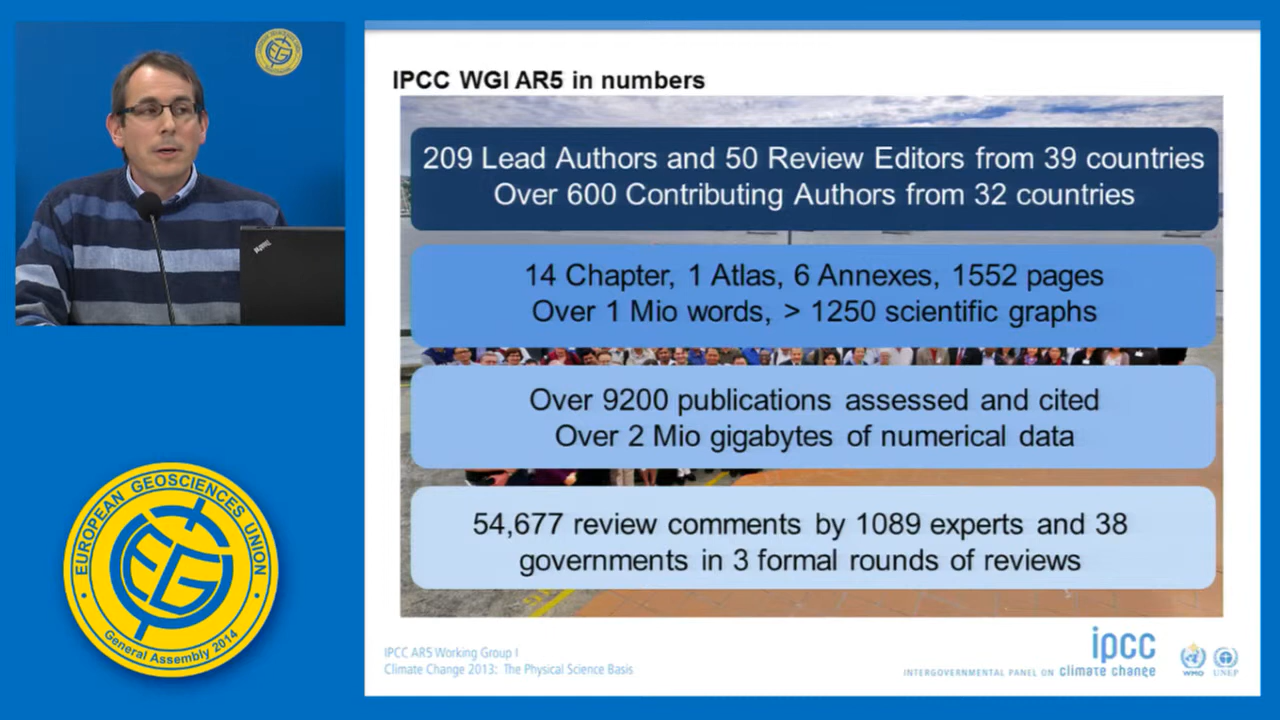 IPCC WGI AR5 in numbers
209 Lead Authors and 50 Review Editors from 39 countries
Over 600 Contributing Authors from 32 countries
14 Chapter, 1 Atlas, 6 Annexes, 1552 pages
Over 1 Mio words, > 1250 scientific graphs
Over 9200 publications assessed and cited
Over 2 Mio gigabytes of numerical data
54,677 review comments by 1089 experts and 38
governments in 3 formal rounds of reviews
IPCC AR5 Working Group I
Climate Change 2013: The Physical Science Basis
ipcc
INTERGOVERNMENTAL PANEL ON climate change
WMO
UNEP
ThinkPad
EUROPEAN GEOSCIENCES UNION
EGU
General Assembly 2014